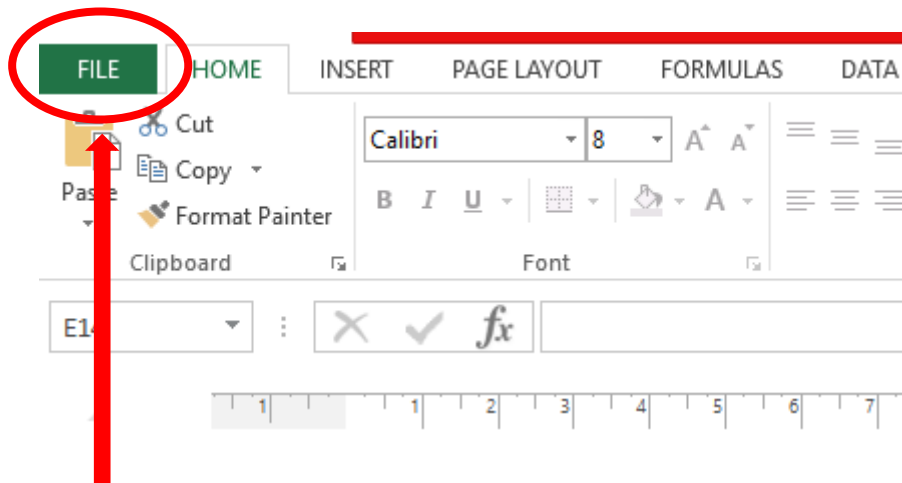 FILE HOME INSERT PAGE LAYOUT FORMULAS DATA
Cut
Calibri 8 A A
Copy
Paste B I U A
Format Painter
Clipboard Font
fx
1 1 2 3 4 5 6 7